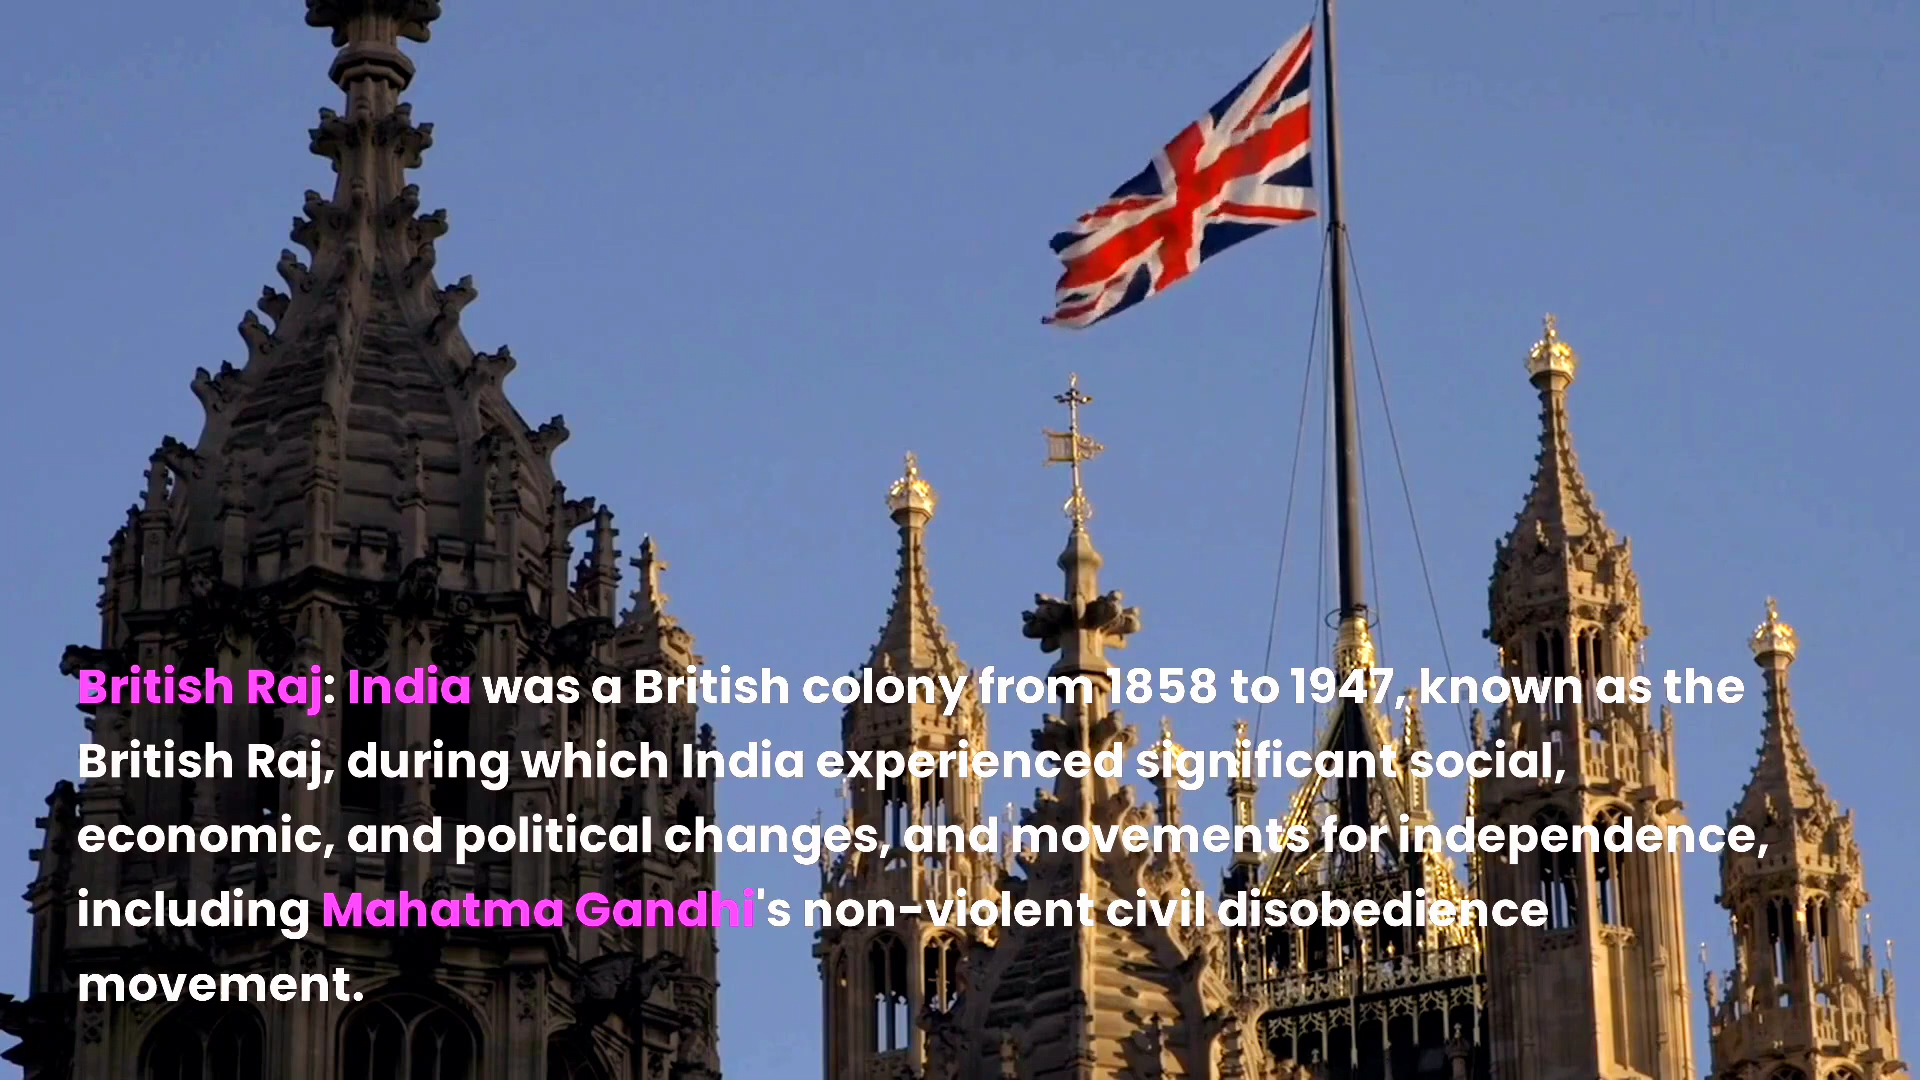 British Raj: India was a British colony from 1858 to 1947, known as the
British Raj, during which India experienced significant social,
economic, and political changes, and movements for independence,
including Mahatma Gandhi's non-violent civil disobedience
movement.